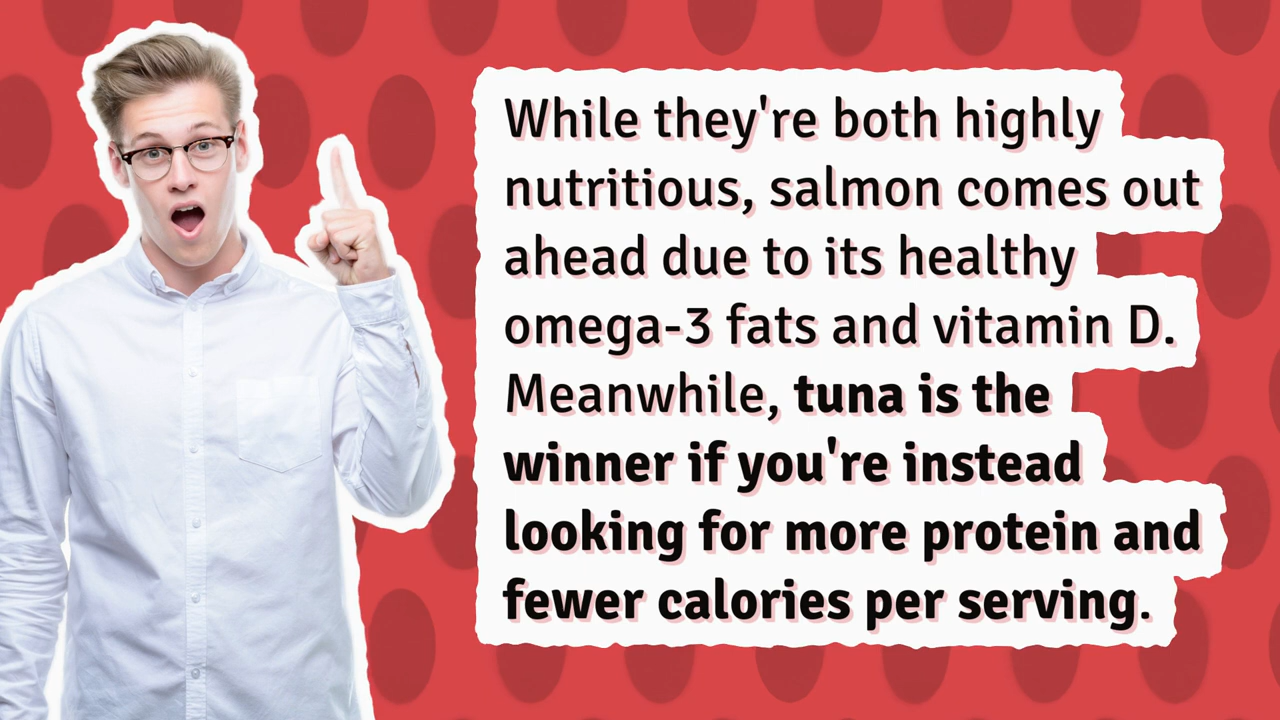 While they're both highly
nutritious, salmon comes out
ahead due to its healthy
omega-3 fats and vitamin D.
Meanwhile, tuna is the
winner if you're instead
looking for more protein and
fewer calories per serving.